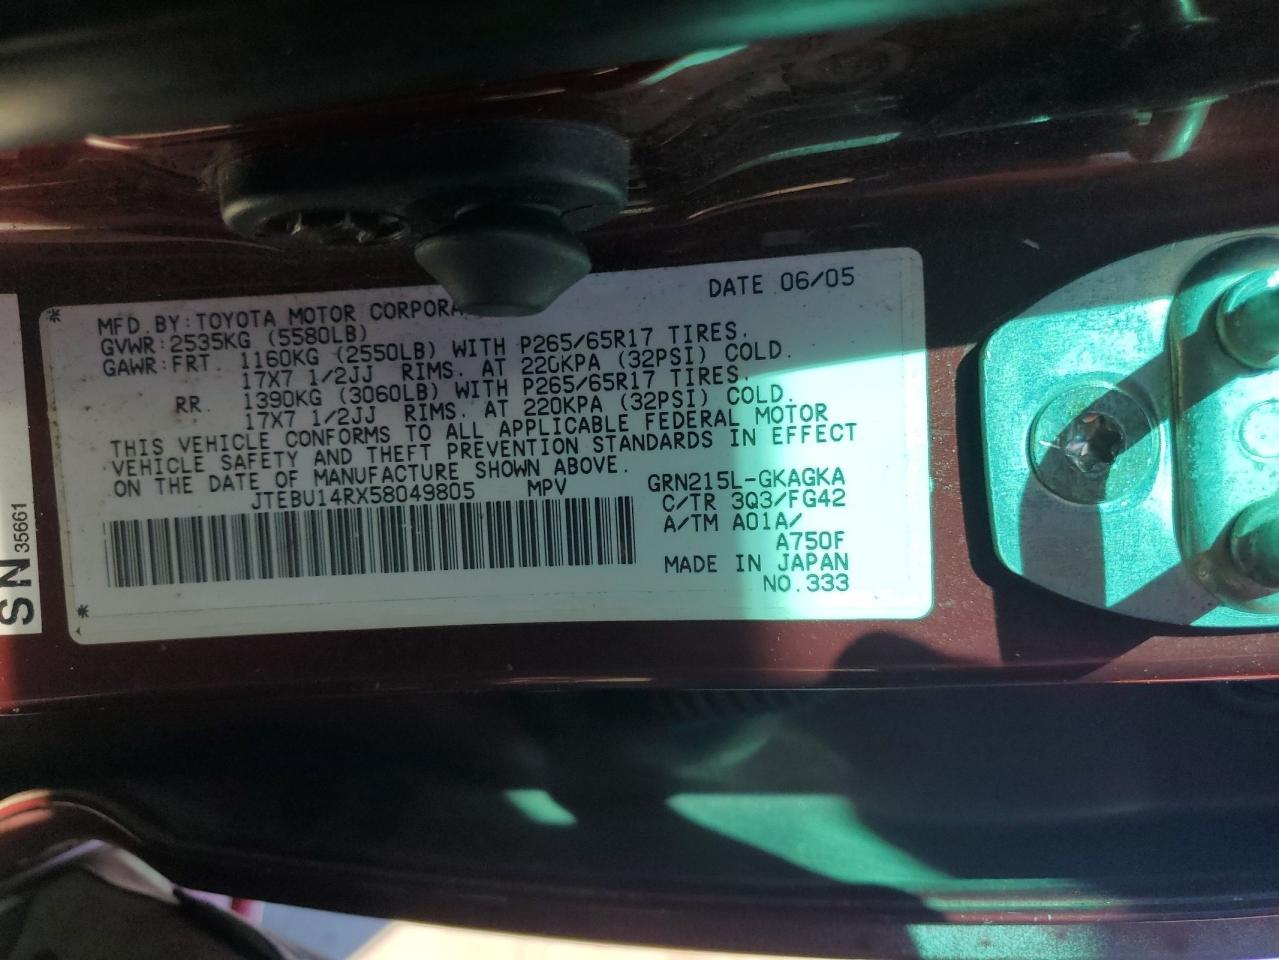 DATE 06/05
MFD. BY: TOYOTA MOTOR
GVWR: 2535KG (5580LB)
GAWR: FRT. 1160KG (2550LB) WITH P265/65R17 TIRES.
17X7 1/2JJ RIMS. AT 220KPA (32PSI) COLD.
RR. 1390KG (3060LB) WITH P265/65R17 TIRES.
17X7 1/2JJ RIMS. AT 220KPA (32PSI) COLD.
THIS VEHICLE CONFORMS TO ALL APPLICABLE FEDERAL MOTOR
VEHICLE SAFETY AND THEFT PREVENTION STANDARDS IN EFFECT
ON THE DATE OF MANUFACTURE SHOWN ABOVE.
JTEBU14RX58049805 MPV
GRN215L-GKAGKA
C/TR 3Q3/FG42
A/TM A01A/
A750F
MADE IN JAPAN
NO.333
SN 35661